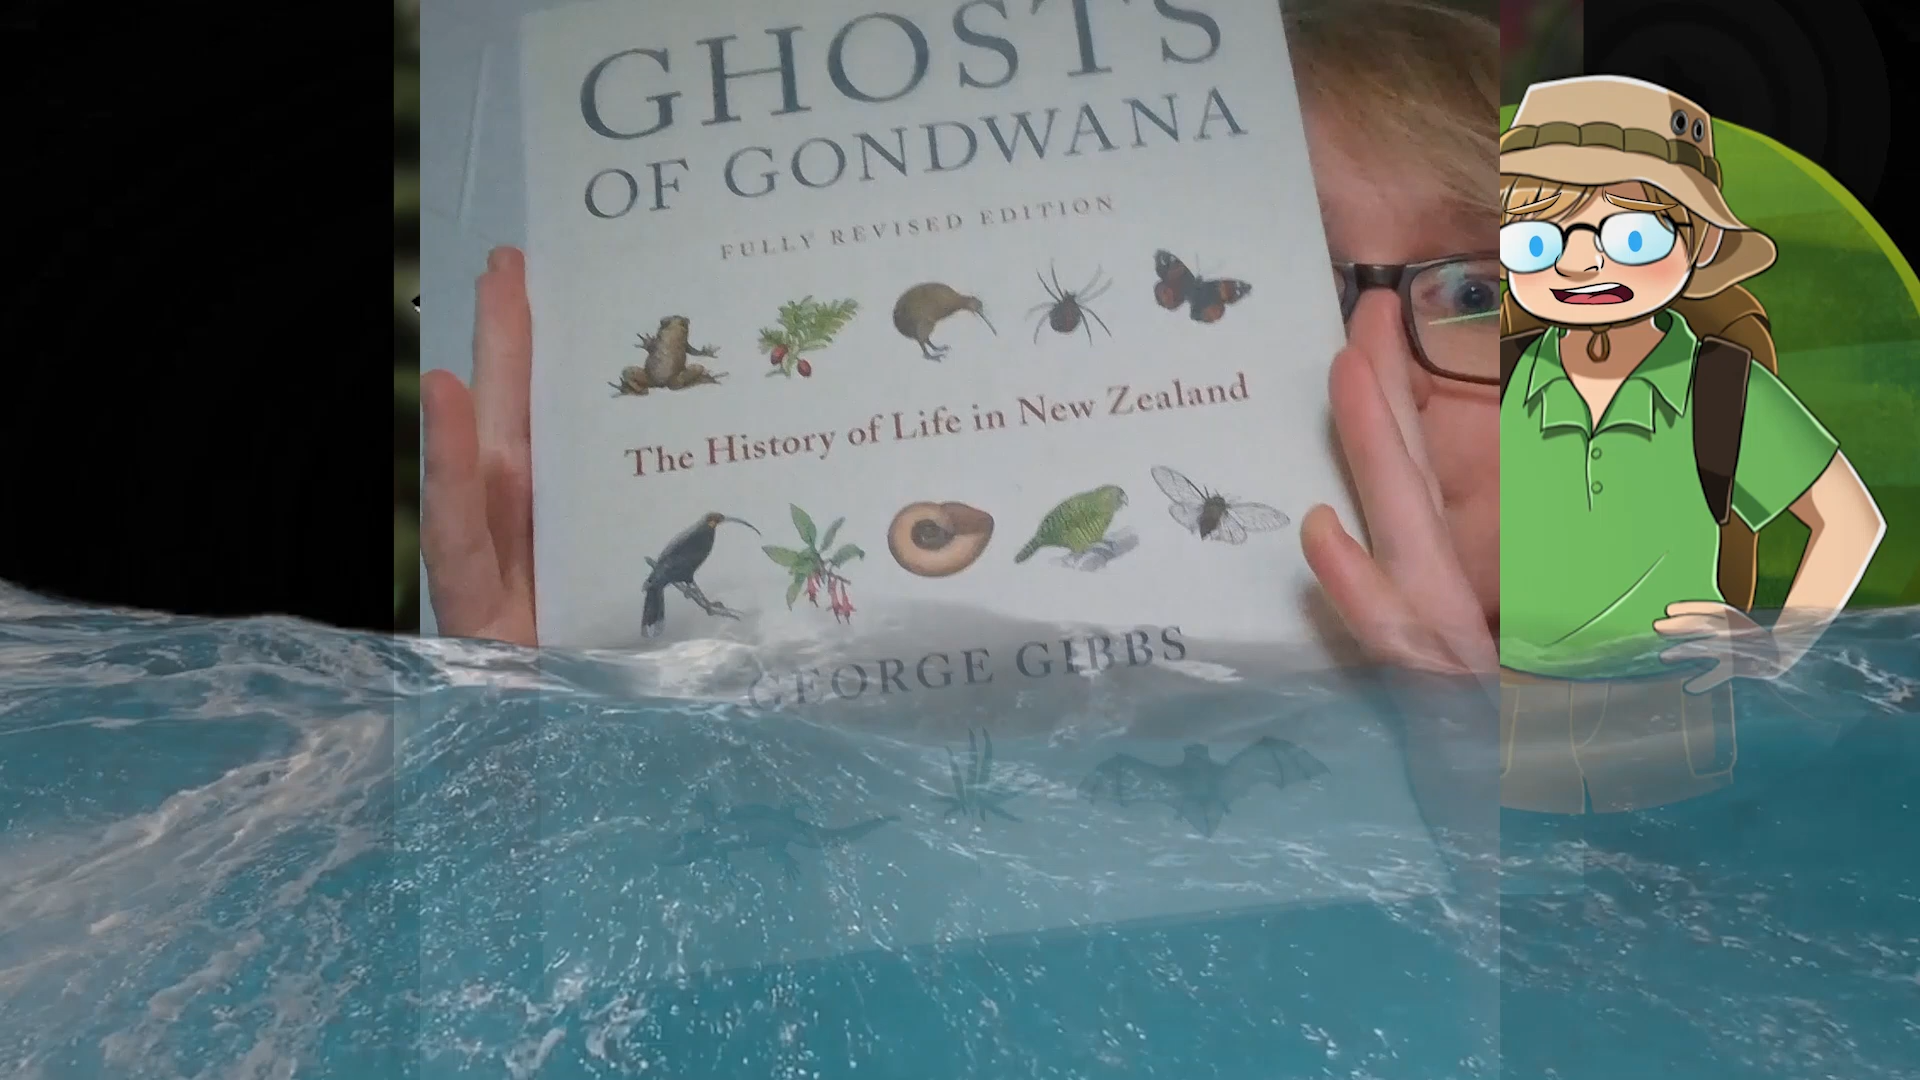 GHOSTS
OF GONDWANA
FULLY REVISED EDITION
The History of Life in New Zealand
GEORGE GIBBS